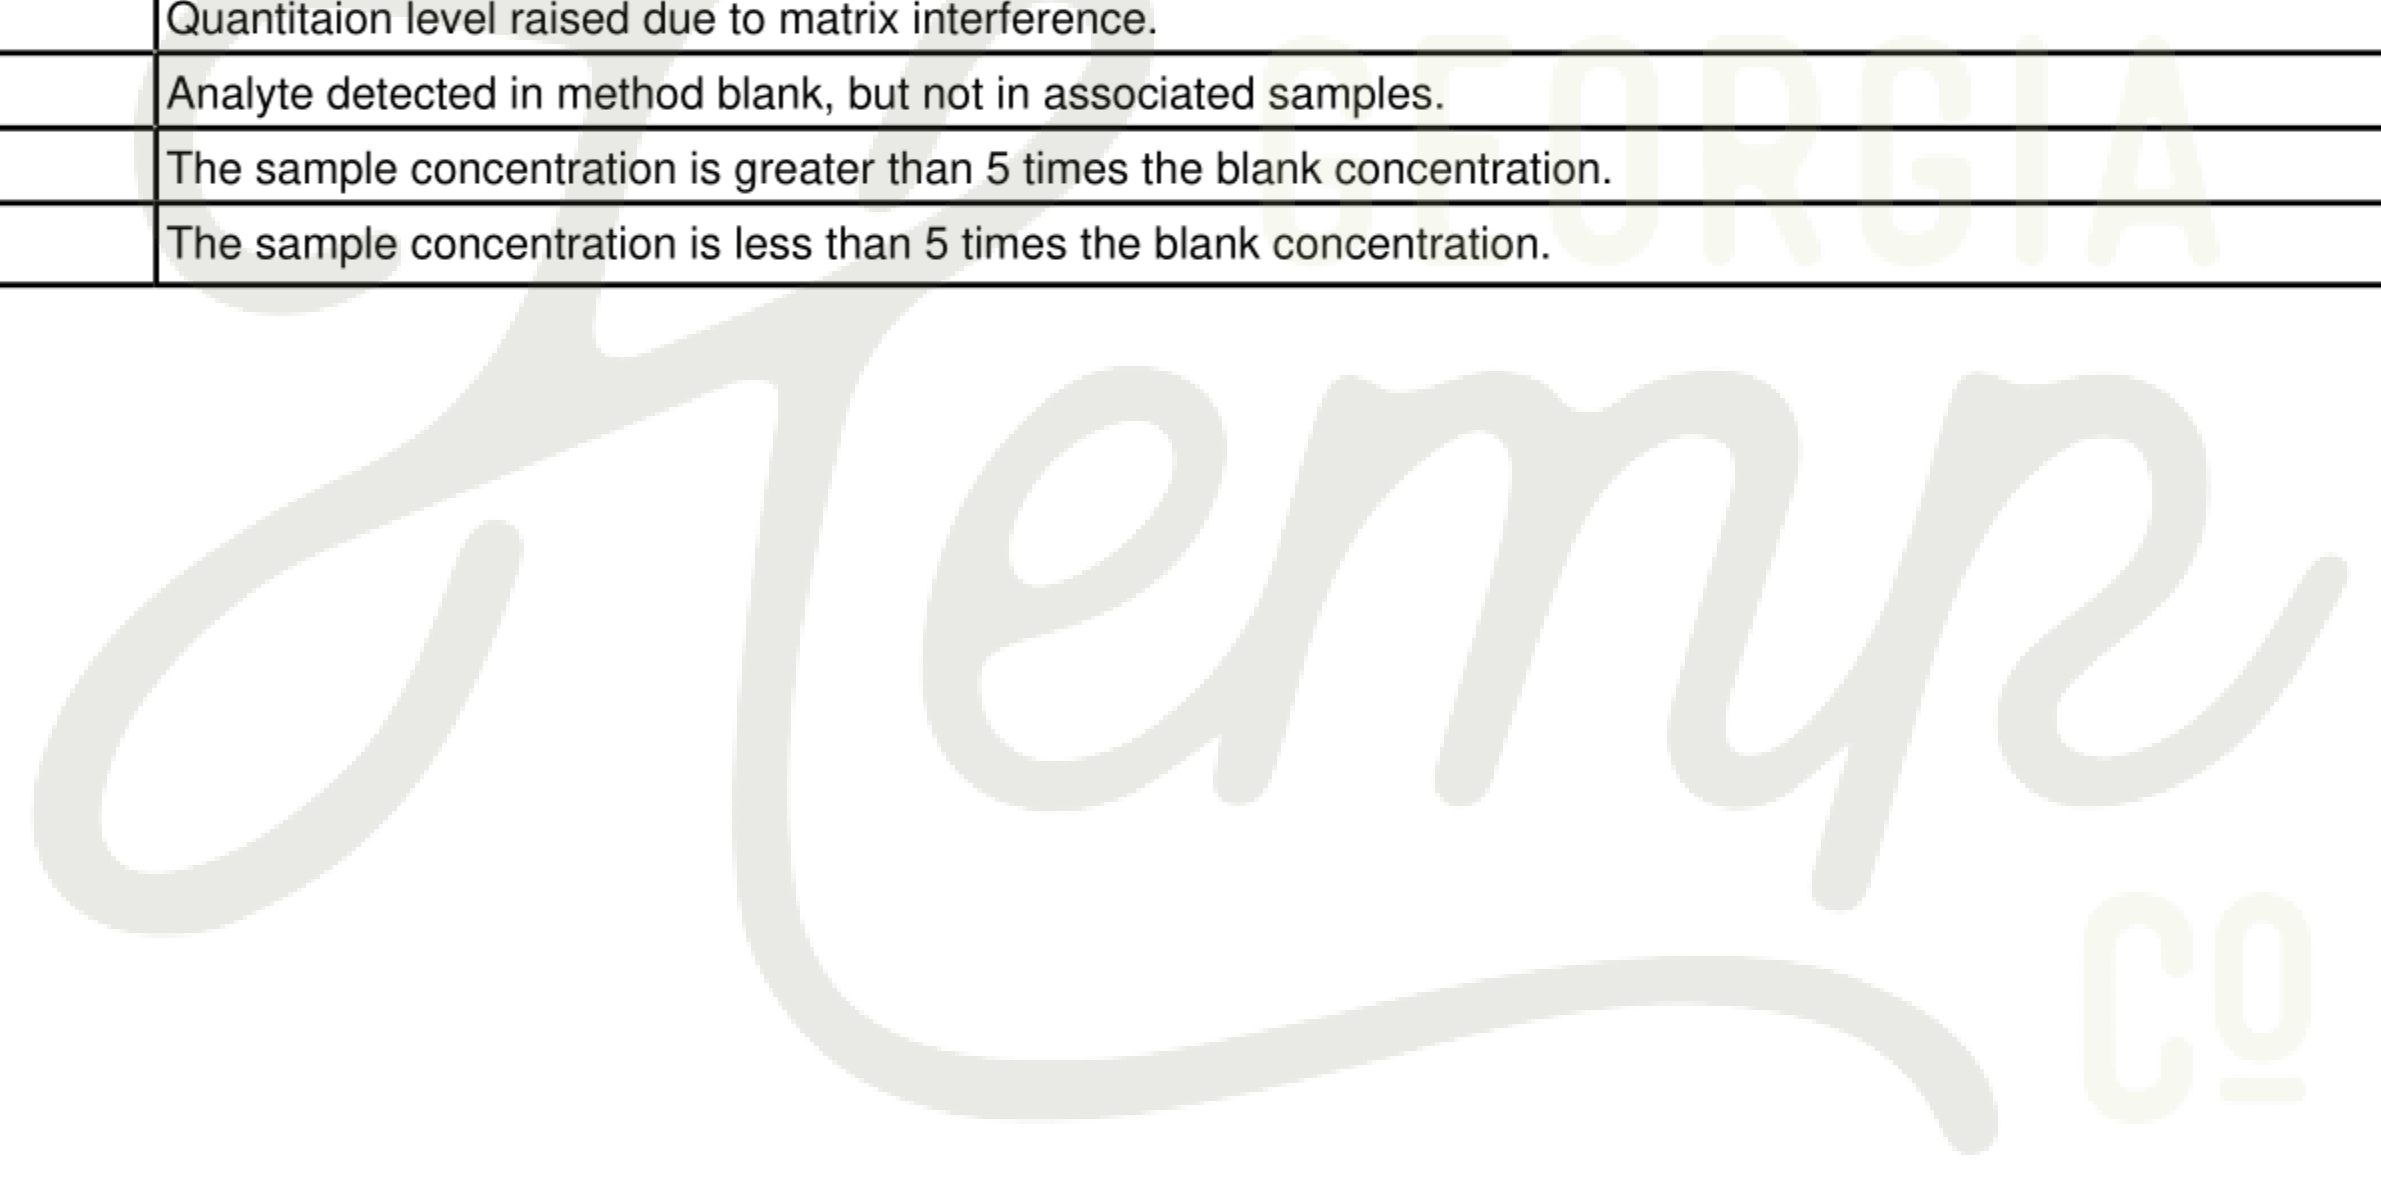 Quantitaion level raised due to matrix interference.
Analyte detected in method blank, but not in associated samples.
The sample concentration is greater than 5 times the blank concentration.
The sample concentration is less than 5 times the blank concentration.
GEORGIA
Hemp
Co